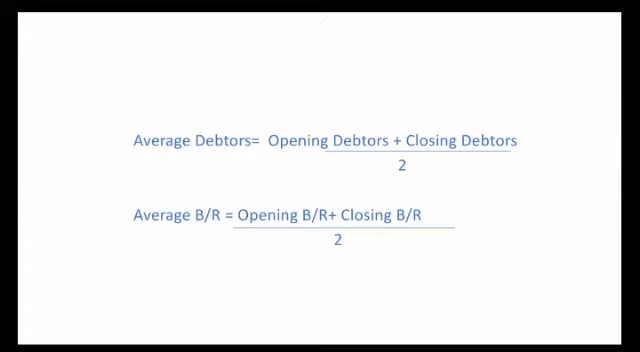 Average Debtors=  Opening Debtors + Closing Debtors
2
Average B/R = Opening B/R+ Closing B/R
2